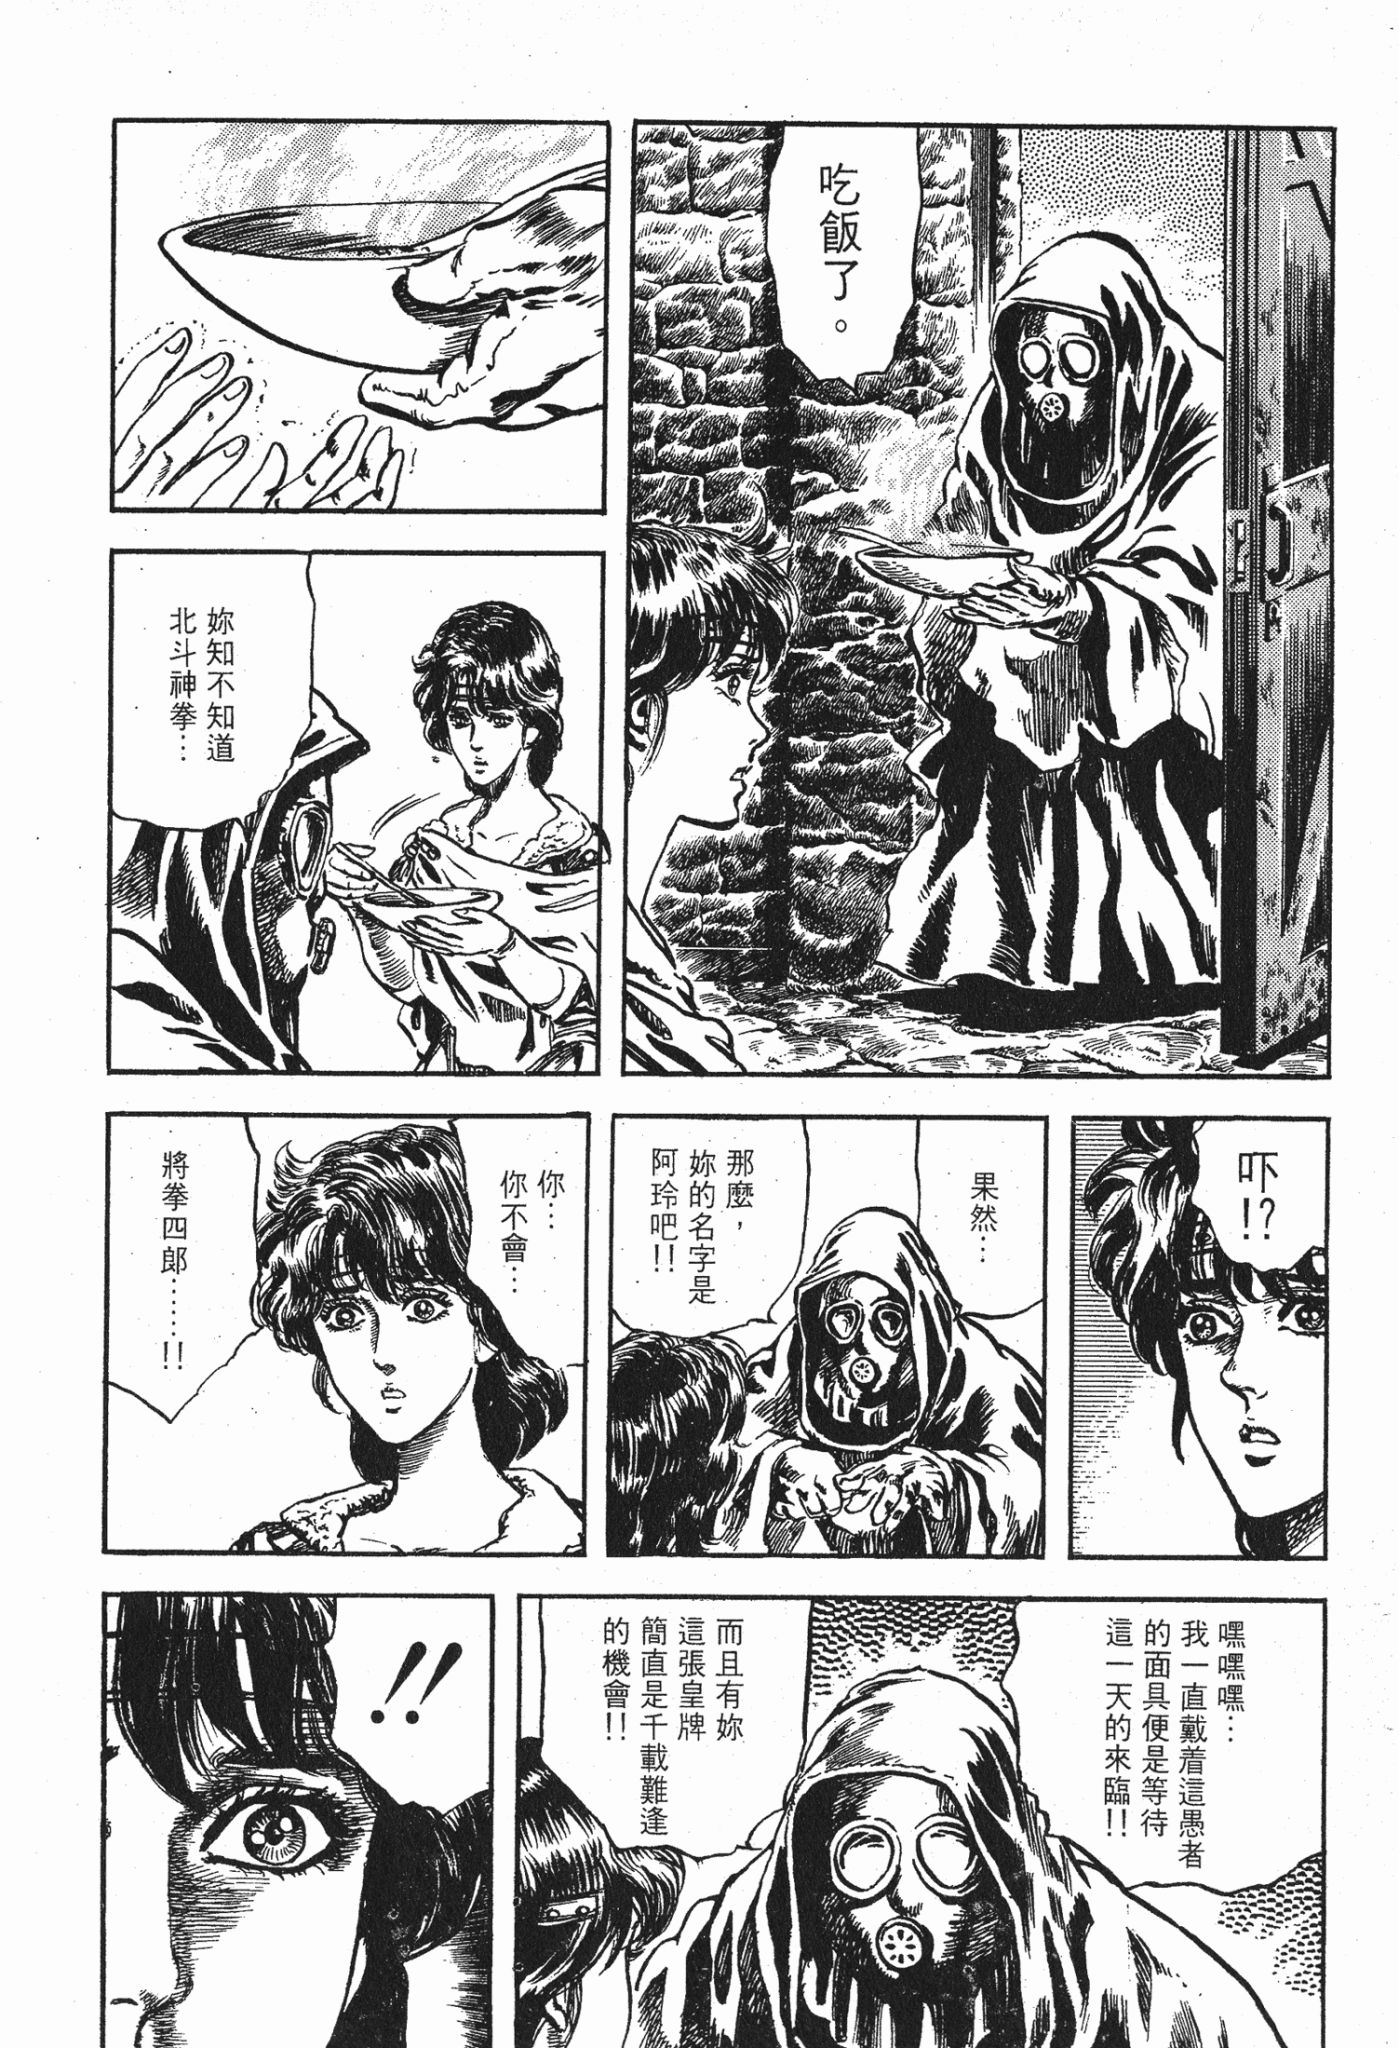 吃飯了。
妳知不知道
北斗神拳…
吓!?
果然…
那麼，
妳的名字是
阿玲吧!!
你…
你不會…
將拳四郎……!!
嘿嘿嘿…
我一直戴着這愚者
的面具便是等待
這一天的來臨!!
而且有妳
這張皇牌
簡直是千載難逢
的機會!!
!!